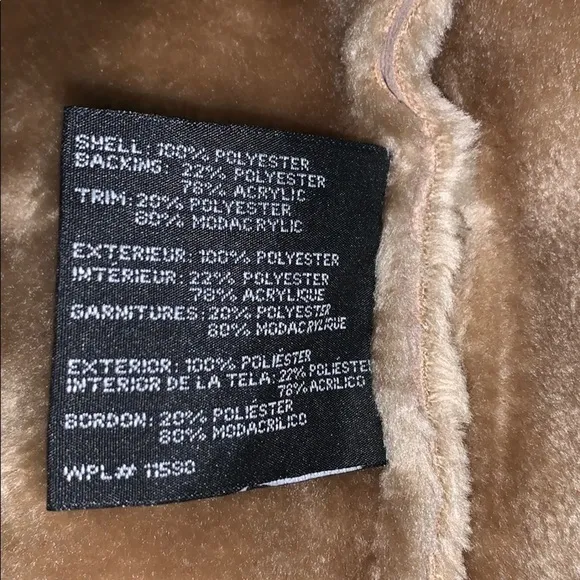 SHELL: 100% POLYESTER
BACKING: 22% POLYESTER
78% ACRYLIC
TRIM: 20% POLYESTER
80% MODACRYLIC
EXTERIEUR: 100% POLYESTER
INTERIEUR: 22% POLYESTER
78% ACRYLIQUE
GARNITURES: 20% POLYESTER
80% MODACRYLIQUE
EXTERIOR: 100% POLIÉSTER
INTERIOR DE LA TELA: 22% POLIÉSTER
78% ACRILICO
BORDON: 20% POLIÉSTER
80% MODACRILICO
WPL# 11590